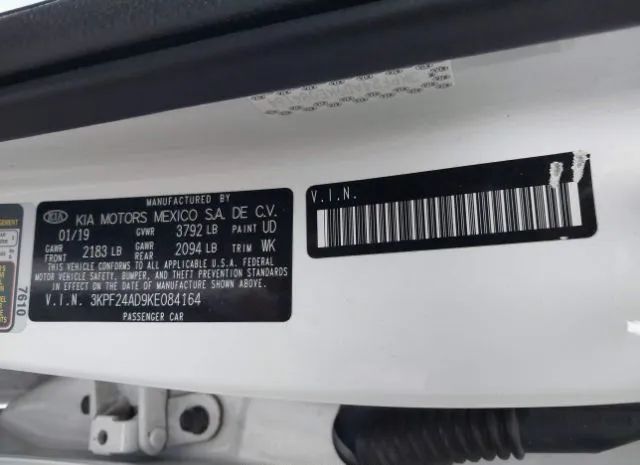 MANUFACTURED BY
KIA KIA MOTORS MEXICO S.A. DE C.V.
01/19 GVWR 3792 LB PAINT UD
GAWR FRONT 2183 LB GAWR REAR 2094 LB TRIM WK
THIS VEHICLE CONFORMS TO ALL APPLICABLE U.S.A. FEDERAL
MOTOR VEHICLE SAFETY, BUMPER, AND THEFT PREVENTION STANDARDS
IN EFFECT ON THE DATE OF MANUFACTURE SHOWN ABOVE.
V.I.N. 3KPF24AD9KE084164
PASSENGER CAR
V.I.N.
7610